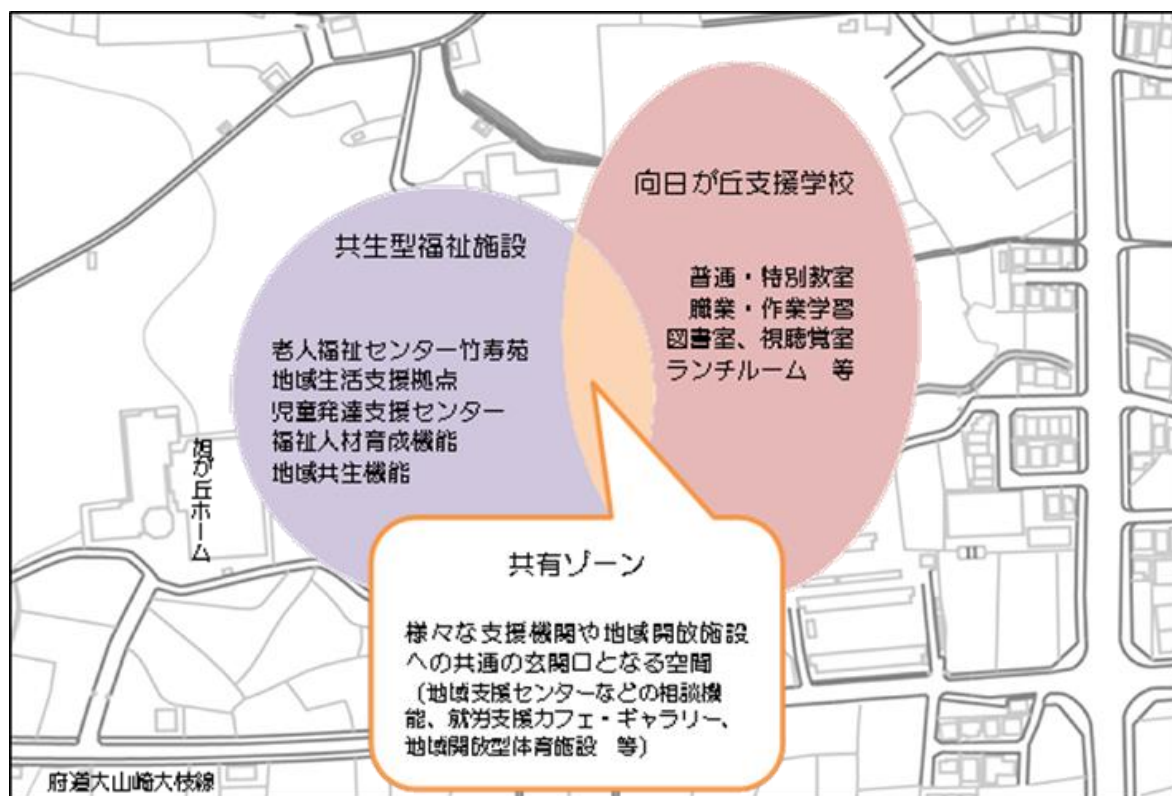 向日が丘支援学校
普通・特別教室
職業・作業学習
図書室、視聴覚室
ランチルーム　等
共生型福祉施設
老人福祉センター竹寿苑
地域生活支援拠点
児童発達支援センター
福祉人材育成機能
地域共生機能
旭が丘ホーム
共有ゾーン
様々な支援機関や地域開放施設
への共通の玄関口となる空間
（地域支援センターなどの相談機
能、就労支援カフェ・ギャラリー、
地域開放型体育施設　等）
府道大山崎大枝線